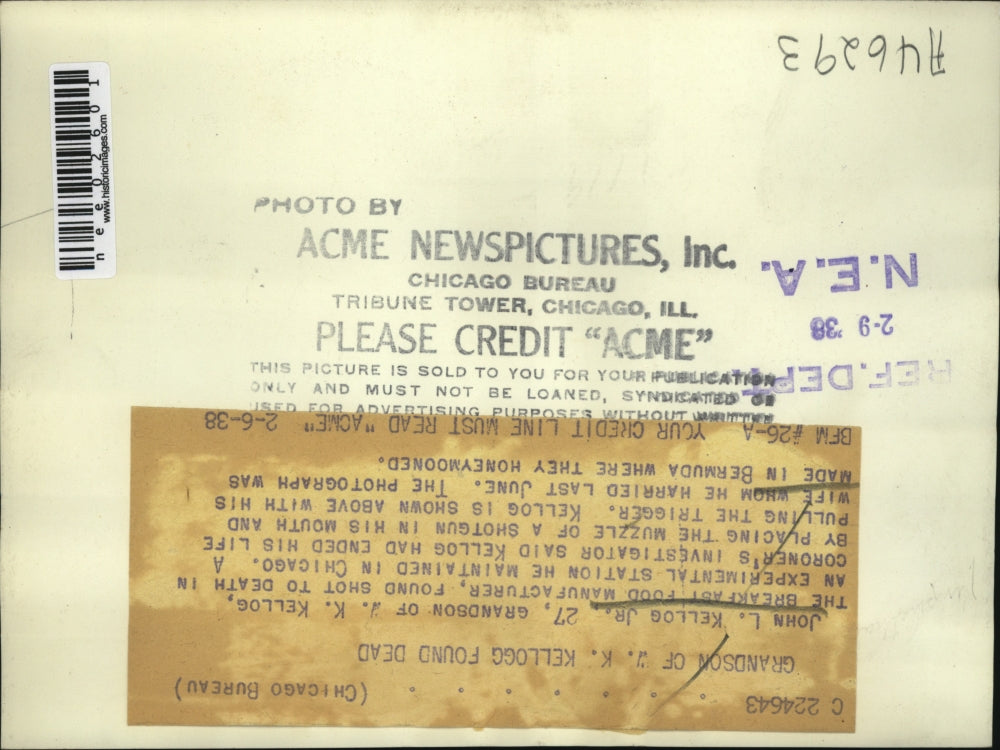 A46293
nee02601
www.historicimages.com
PHOTO BY
ACME NEWSPICTURES, Inc.
CHICAGO BUREAU
TRIBUNE TOWER, CHICAGO, ILL.
PLEASE CREDIT "ACME"
THIS PICTURE IS SOLD TO YOU FOR YOUR PUBLICATION
ONLY AND MUST NOT BE LOANED, SYNDICATED OR
USED FOR ADVERTISING PURPOSES WITHOUT WRITTEN
N.E.A.
2-9 '38
REF. DEPT.
C 224643 . . . . . . . (CHICAGO BUREAU)
GRANDSON OF W. K. KELLOGG FOUND DEAD
JOHN L. KELLOG JR. 27, GRANDSON OF W. K. KELLOG,
THE BREAKFAST FOOD MANUFACTURER, FOUND SHOT TO DEATH IN
AN EXPERIMENTAL STATION HE MAINTAINED IN CHICAGO. A
CORONER'S INVESTIGATOR SAID KELLOG HAD ENDED HIS LIFE
BY PLACING THE MUZZLE OF A SHOTGUN IN HIS MOUTH AND
PULLING THE TRIGGER. KELLOG IS SHOWN ABOVE WITH HIS
WIFE WHOM HE HARRIED LAST JUNE. THE PHOTOGRAPH WAS
MADE IN BERMUDA WHERE THEY HONEYMOONED.
BFM #26-A YOUR CREDIT LINE MUST READ "ACME" 2-6-38